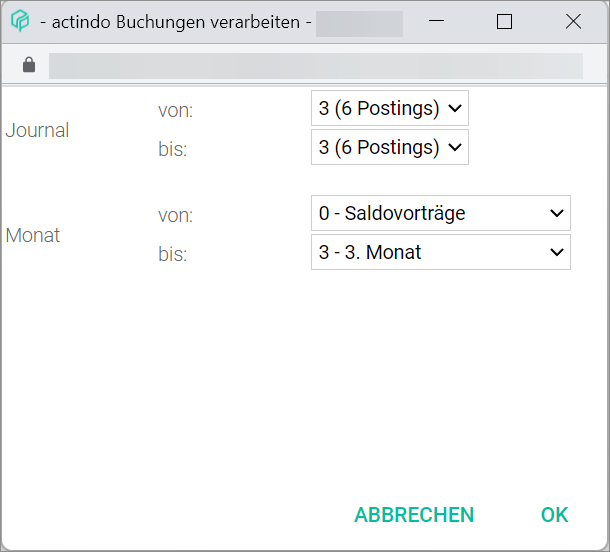 - actindo Buchungen verarbeiten -
Journal
von: 3 (6 Postings)
bis: 3 (6 Postings)
Monat
von: 0 - Saldovorträge
bis: 3 - 3. Monat
ABBRECHEN OK